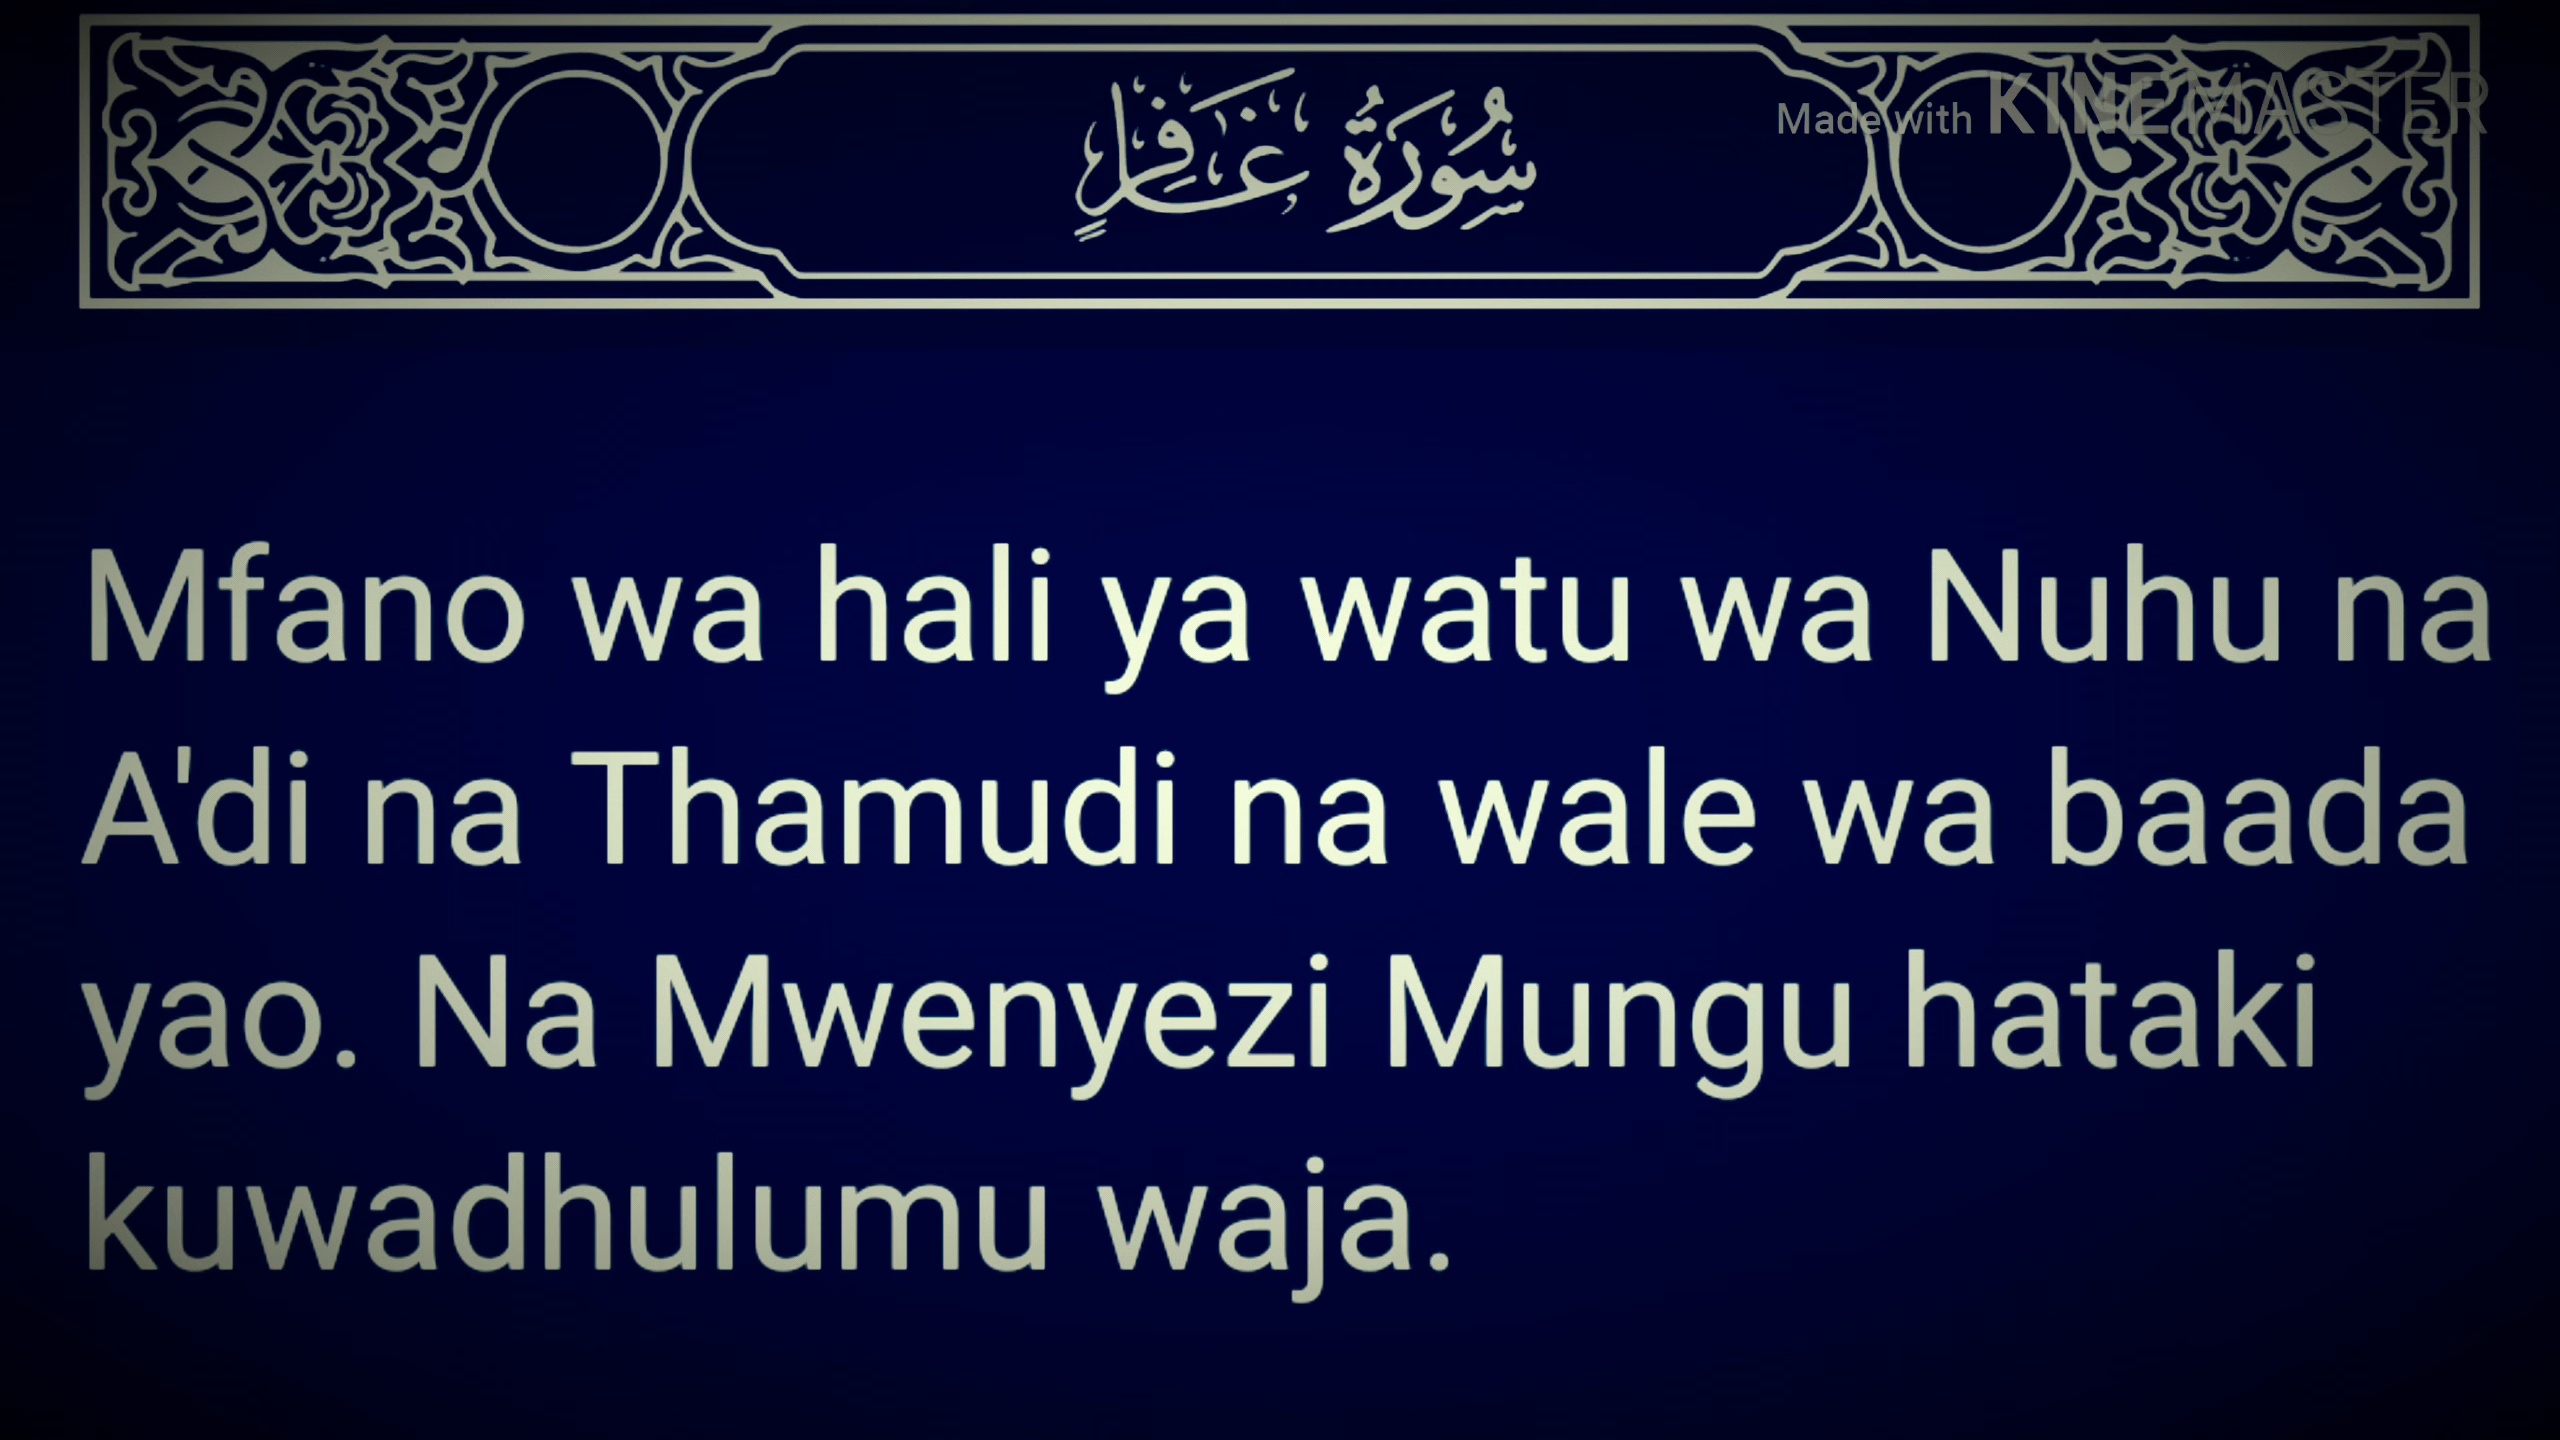 سُورَةُ غَافِرٍ
Made with KINEMASTER
Mfano wa hali ya watu wa Nuhu na
A'di na Thamudi na wale wa baada
yao. Na Mwenyezi Mungu hataki
kuwadhulumu waja.